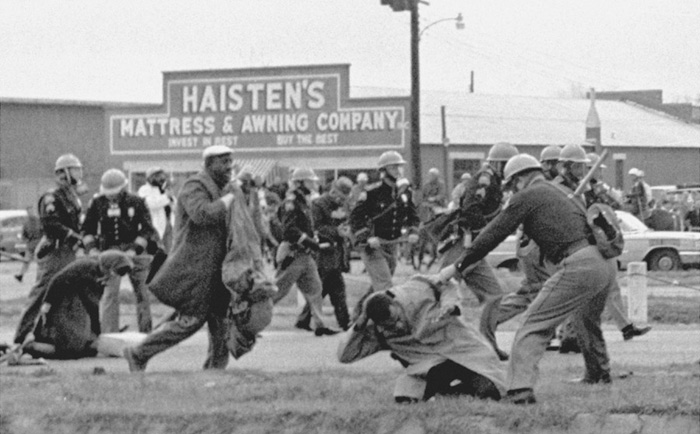 HAISTEN'S
MATTRESS & AWNING COMPANY
INVEST IN REST BUY THE BEST